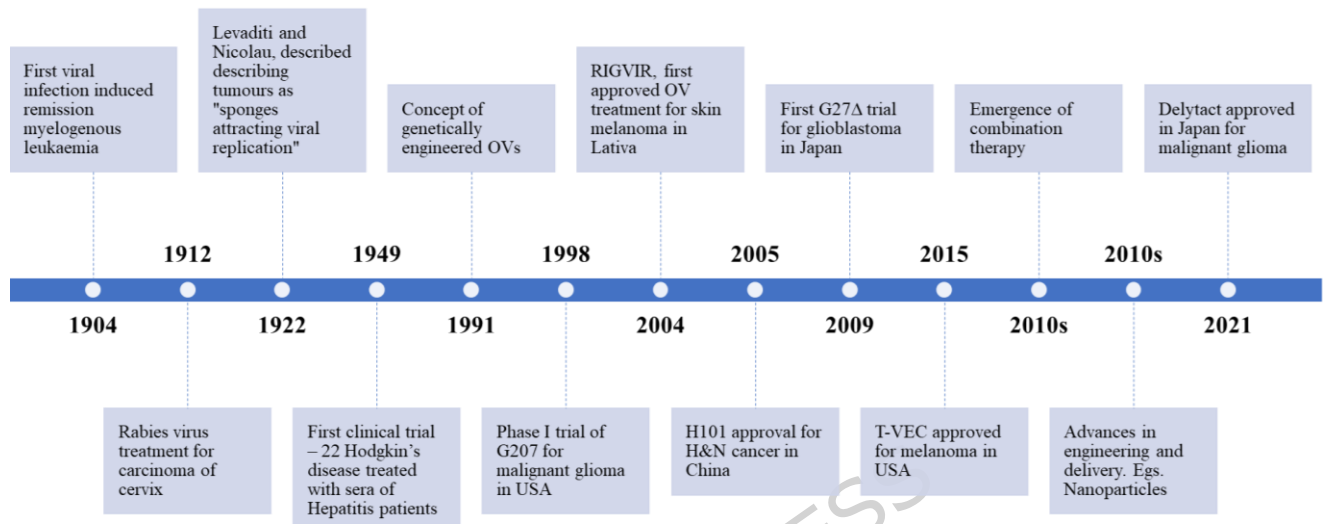 First viral
infection induced
remission
myelogenous
leukaemia
Levaditi and
Nicolau, described
describing
tumours as
"sponges
attracting viral
replication"
Concept of
genetically
engineered OVs
RIGVIR, first
approved OV
treatment for skin
melanoma in
Lativa
First G27Δ trial
for glioblastoma
in Japan
Emergence of
combination
therapy
Delytact approved
in Japan for
malignant glioma
1912
1949
1998
2005
2015
2010s
1904
1922
1991
2004
2009
2010s
2021
Rabies virus
treatment for
carcinoma of
cervix
First clinical trial
– 22 Hodgkin’s
disease treated
with sera of
Hepatitis patients
Phase I trial of
G207 for
malignant glioma
in USA
H101 approval for
H&N cancer in
China
T-VEC approved
for melanoma in
USA
Advances in
engineering and
delivery. Egs.
Nanoparticles